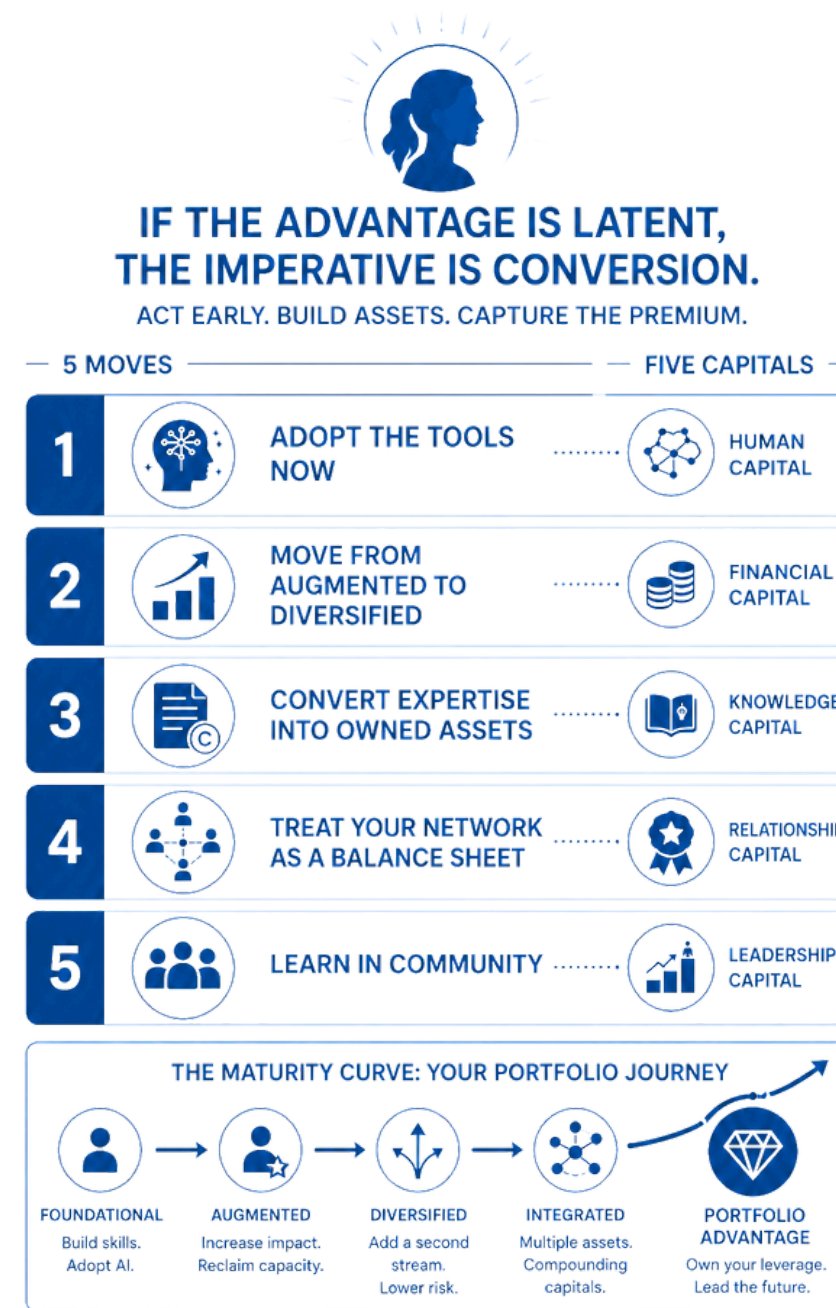 IF THE ADVANTAGE IS LATENT,
THE IMPERATIVE IS CONVERSION.
ACT EARLY. BUILD ASSETS. CAPTURE THE PREMIUM.
5 MOVES
FIVE CAPITALS
1
ADOPT THE TOOLS
NOW
HUMAN
CAPITAL
2
MOVE FROM
AUGMENTED TO
DIVERSIFIED
FINANCIAL
CAPITAL
3
C
CONVERT EXPERTISE
INTO OWNED ASSETS
KNOWLEDGE
CAPITAL
4
TREAT YOUR NETWORK
AS A BALANCE SHEET
RELATIONSHI
CAPITAL
5
LEARN IN COMMUNITY
LEADERSHIP
CAPITAL
THE MATURITY CURVE: YOUR PORTFOLIO JOURNEY
FOUNDATIONAL
Build skills.
Adopt AI.
AUGMENTED
Increase impact.
Reclaim capacity.
DIVERSIFIED
Add a second
stream.
Lower risk.
INTEGRATED
Multiple assets.
Compounding
capitals.
PORTFOLIO
ADVANTAGE
Own your leverage.
Lead the future.